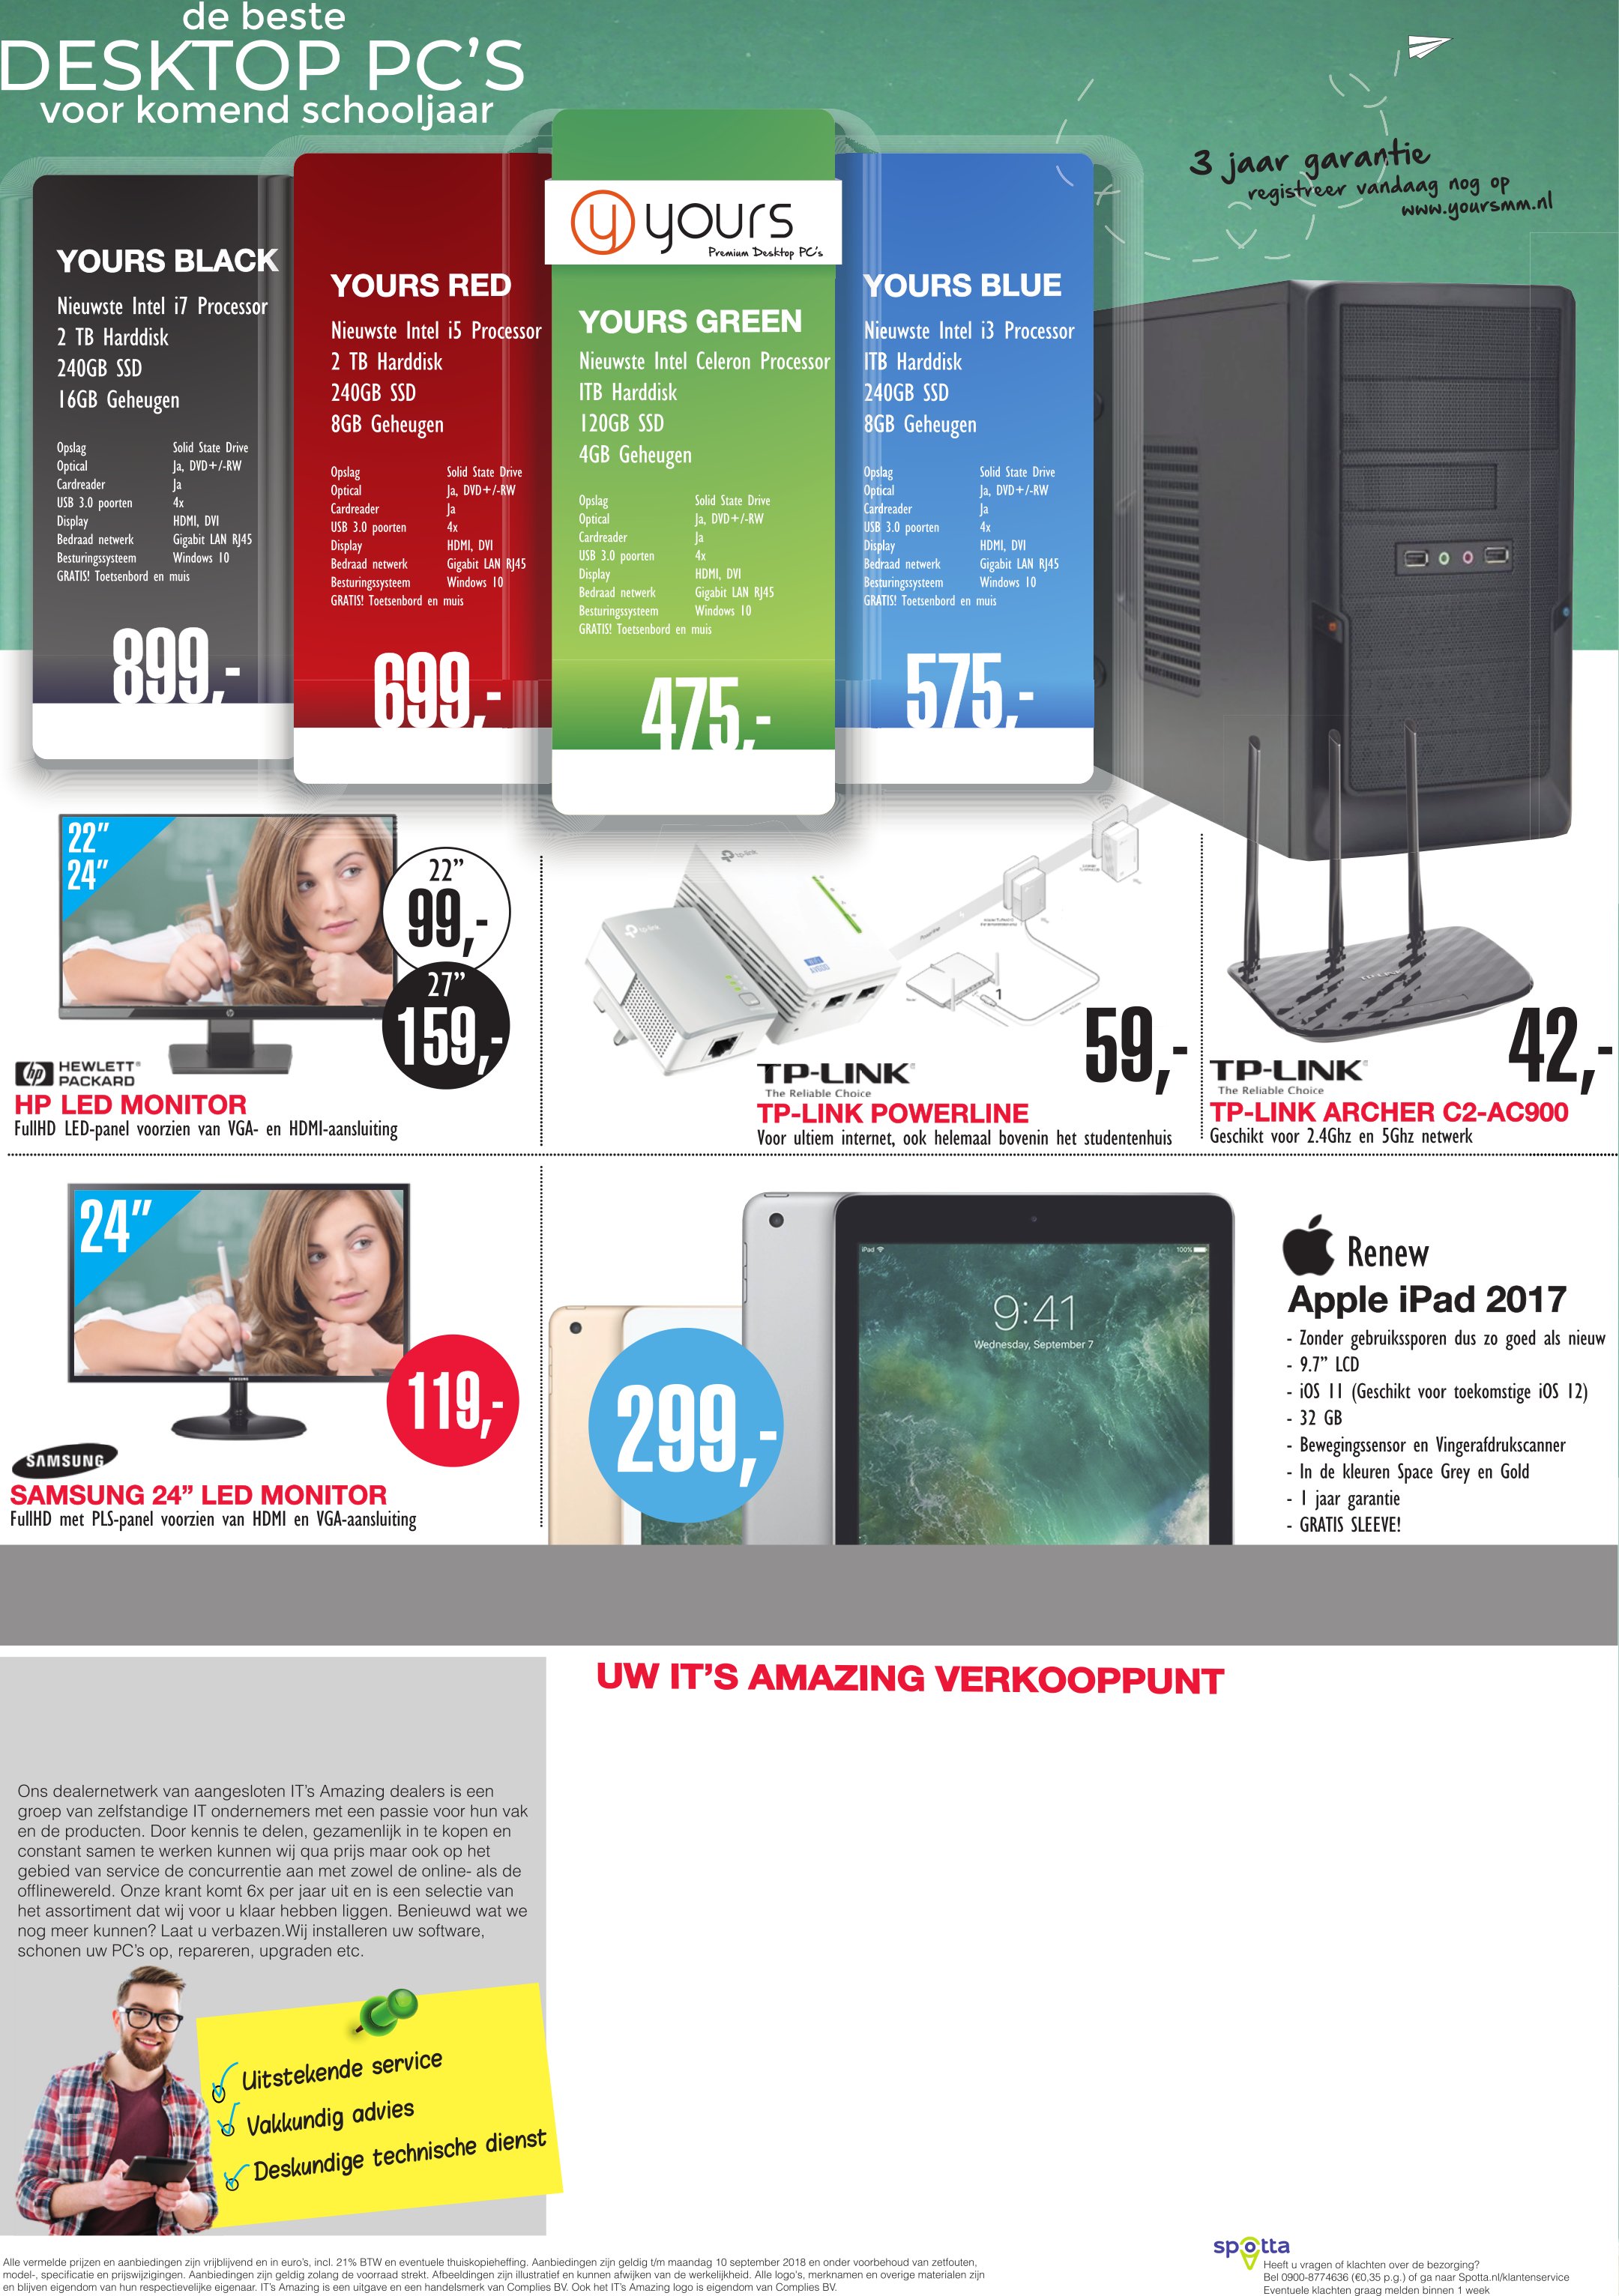 de beste
DESKTOP PC'S
voor komend schooljaar
3 jaar garantie
registreer vandaag nog op
www.yoursmm.nl
YOURS BLACK
Nieuwste Intel i7 Processor
2 TB Harddisk
240GB SSD
16GB Geheugen
Opslag Solid State Drive
Optical Ja, DVD+/-RW
Cardreader Ja
USB 3.0 poorten 4x
Display HDMI, DVI
Bedraad netwerk Gigabit LAN RJ45
Besturingssysteem Windows 10
GRATIS! Toetsenbord en muis
899,-
YOURS RED
Nieuwste Intel i5 Processor
2 TB Harddisk
240GB SSD
8GB Geheugen
Opslag Solid State Drive
Optical Ja, DVD+/-RW
Cardreader Ja
USB 3.0 poorten 4x
Display HDMI, DVI
Bedraad netwerk Gigabit LAN RJ45
Besturingssysteem Windows 10
GRATIS! Toetsenbord en muis
699,-
y yours
Premium Desktop PC's
YOURS GREEN
Nieuwste Intel Celeron Processor
1TB Harddisk
120GB SSD
4GB Geheugen
Opslag Solid State Drive
Optical Ja, DVD+/-RW
Cardreader Ja
USB 3.0 poorten 4x
Display HDMI, DVI
Bedraad netwerk Gigabit LAN RJ45
Besturingssysteem Windows 10
GRATIS! Toetsenbord en muis
475,-
YOURS BLUE
Nieuwste Intel i3 Processor
1TB Harddisk
240GB SSD
8GB Geheugen
Opslag Solid State Drive
Optical Ja, DVD+/-RW
Cardreader Ja
USB 3.0 poorten 4x
Display HDMI, DVI
Bedraad netwerk Gigabit LAN RJ45
Besturingssysteem Windows 10
GRATIS! Toetsenbord en muis
575,-
22"
24"
22"
99,-
27"
159,-
hp HEWLETT®
PACKARD
HP LED MONITOR
FullHD LED-panel voorzien van VGA- en HDMI-aansluiting
tp-link
tp-link
Powerline
1
59,-
TP-LINK®
The Reliable Choice
TP-LINK POWERLINE
Voor ultiem internet, ook helemaal bovenin het studentenhuis
42,-
TP-LINK®
The Reliable Choice
TP-LINK ARCHER C2-AC900
Geschikt voor 2.4Ghz en 5Ghz netwerk
24"
SAMSUNG
119,-
SAMSUNG
SAMSUNG 24" LED MONITOR
FullHD met PLS-panel voorzien van HDMI en VGA-aansluiting
iPad 100%
9:41
Wednesday, September 7
299,-
Renew
Apple iPad 2017
- Zonder gebruikssporen dus zo goed als nieuw
- 9.7" LCD
- iOS 11 (Geschikt voor toekomstige iOS 12)
- 32 GB
- Bewegingssensor en Vingerafdrukscanner
- In de kleuren Space Grey en Gold
- 1 jaar garantie
- GRATIS SLEEVE!
UW IT'S AMAZING VERKOOPPUNT
Ons dealernetwerk van aangesloten IT's Amazing dealers is een
groep van zelfstandige IT ondernemers met een passie voor hun vak
en de producten. Door kennis te delen, gezamenlijk in te kopen en
constant samen te werken kunnen wij qua prijs maar ook op het
gebied van service de concurrentie aan met zowel de online- als de
offlinewereld. Onze krant komt 6x per jaar uit en is een selectie van
het assortiment dat wij voor u klaar hebben liggen. Benieuwd wat we
nog meer kunnen? Laat u verbazen.Wij installeren uw software,
schonen uw PC's op, repareren, upgraden etc.
Uitstekende service
Vakkundig advies
Deskundige technische dienst
Alle vermelde prijzen en aanbiedingen zijn vrijblijvend en in euro's, incl. 21% BTW en eventuele thuiskopieheffing. Aanbiedingen zijn geldig t/m maandag 10 september 2018 en onder voorbehoud van zetfouten,
model-, specificatie en prijswijzigingen. Aanbiedingen zijn geldig zolang de voorraad strekt. Afbeeldingen zijn illustratief en kunnen afwijken van de werkelijkheid. Alle logo's, merknamen en overige materialen zijn
en blijven eigendom van hun respectievelijke eigenaar. IT's Amazing is een uitgave en een handelsmerk van Complies BV. Ook het IT's Amazing logo is eigendom van Complies BV.
spotta
Heeft u vragen of klachten over de bezorging?
Bel 0900-8774636 (€0,35 p.g.) of ga naar Spotta.nl/klantenservice
Eventuele klachten graag melden binnen 1 week